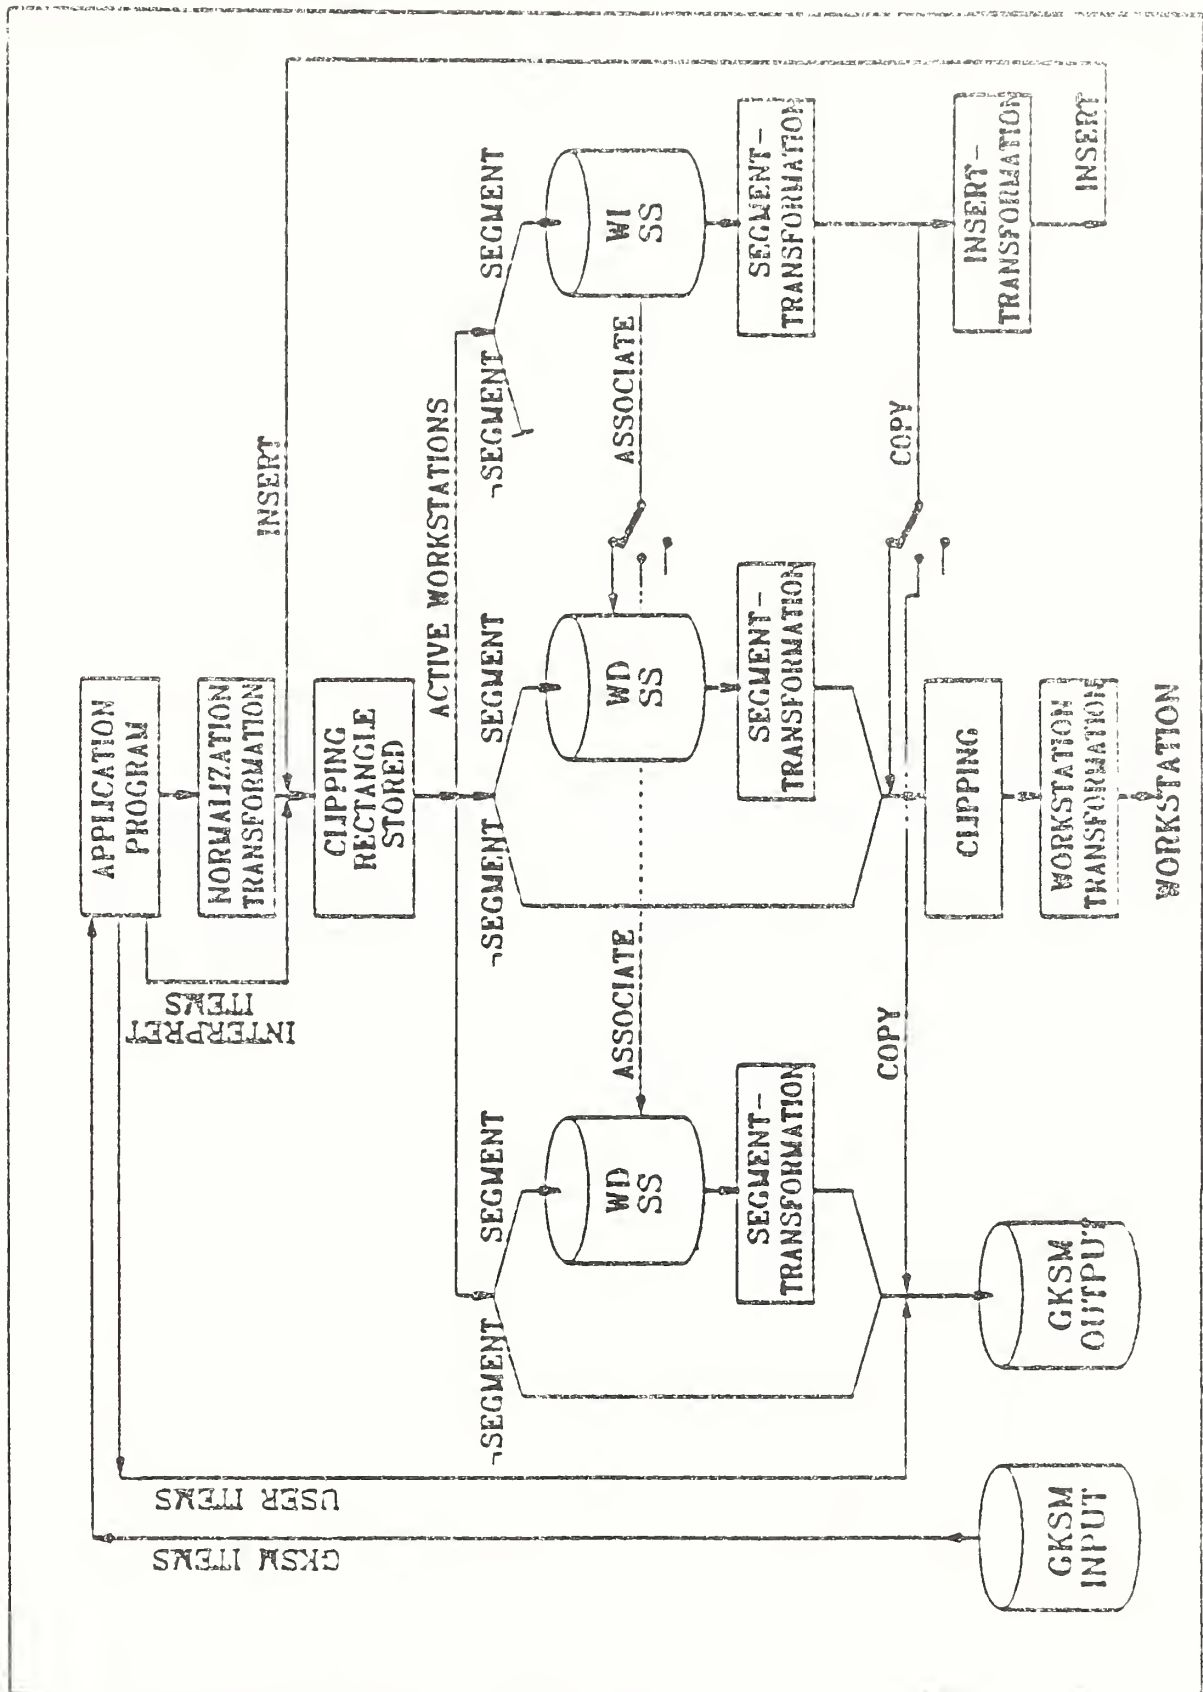 GKSM ITEMS
USER ITEMS
INTERPRET
ITEMS
APPLICATION
PROGRAM
NORMALIZATION
TRANSFORMATION
INSERT
CLIPPING
RECTANGLE
STORED
ACTIVE WORKSTATIONS
¬SEGMENT
SEGMENT
¬SEGMENT
SEGMENT
¬SEGMENT
SEGMENT
WD
SS
ASSOCIATE
WD
SS
ASSOCIATE
WI
SS
SEGMENT-
TRANSFORMATION
SEGMENT-
TRANSFORMATION
SEGMENT-
TRANSFORMATION
COPY
COPY
GKSM
INPUT
GKSM
OUTPUT
CLIPPING
INSERT-
TRANSFORMATION
WORKSTATION
TRANSFORMATION
INSERT
WORKSTATION